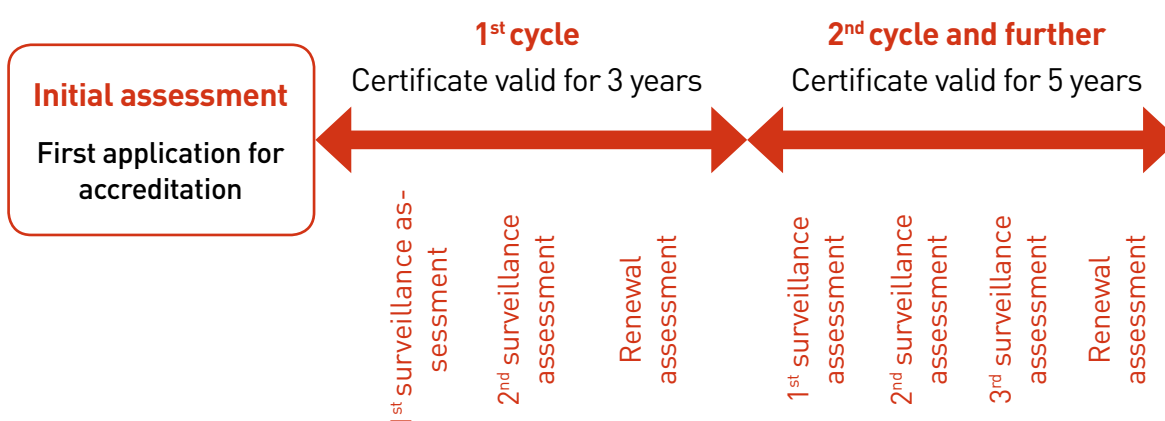 Initial assessment
First application for
accreditation
1st cycle
Certificate valid for 3 years
2nd cycle and further
Certificate valid for 5 years
1st surveillance as-
sessment
2nd surveillance
assessment
Renewal
assessment
1st surveillance
assessment
2nd surveillance
assessment
3rd surveillance
assessment
Renewal
assessment